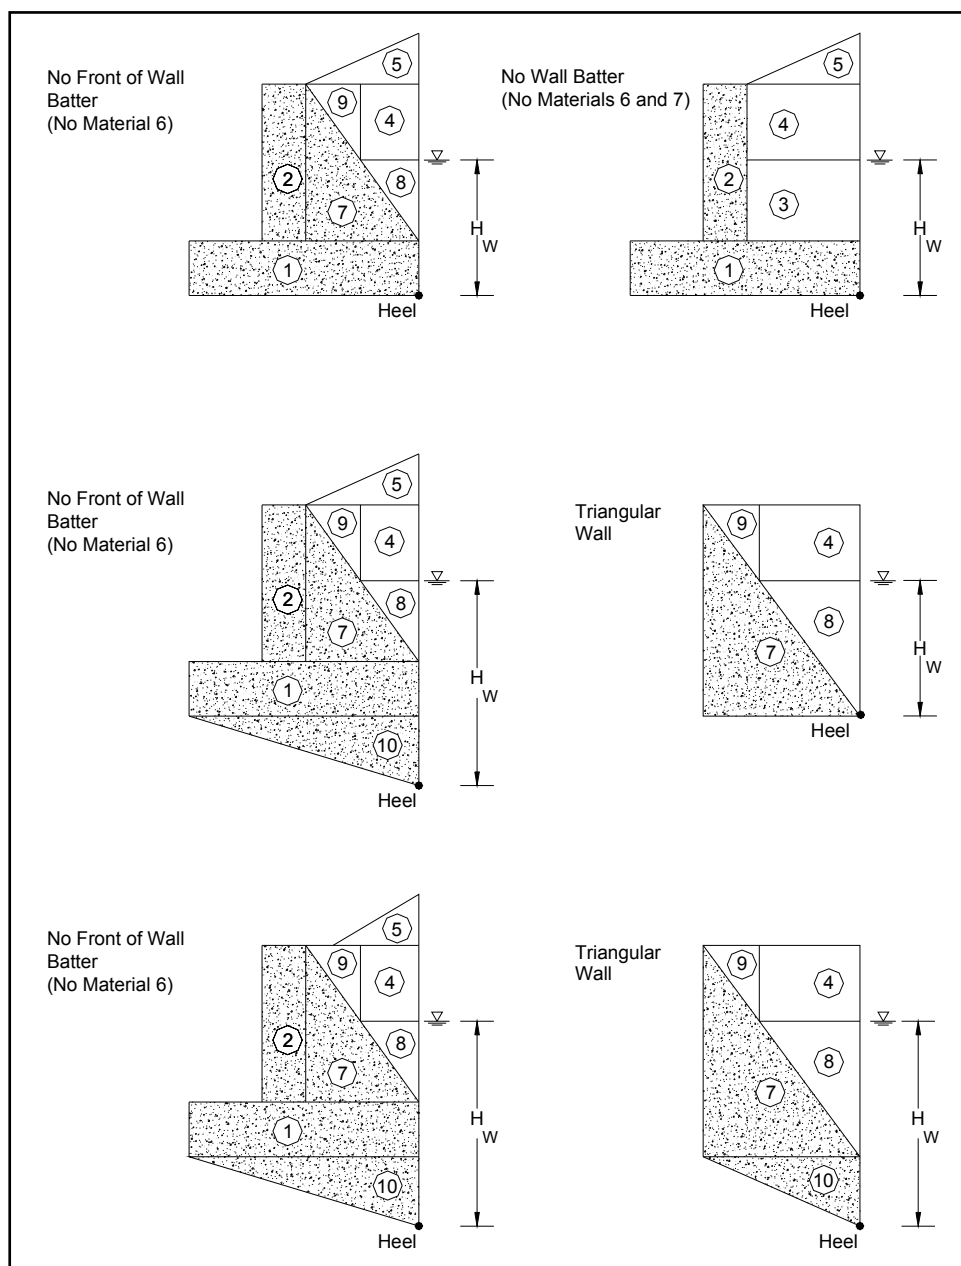 No Front of Wall
Batter
(No Material 6)
5
9
4
2
8
7
1
H
W
Heel
No Wall Batter
(No Materials 6 and 7)
5
4
2
3
1
H
W
Heel
No Front of Wall
Batter
(No Material 6)
5
9
4
2
8
7
1
10
H
W
Heel
Triangular
Wall
9
4
8
7
H
W
Heel
No Front of Wall
Batter
(No Material 6)
5
9
4
2
8
7
1
10
H
W
Heel
Triangular
Wall
9
4
8
7
10
H
W
Heel